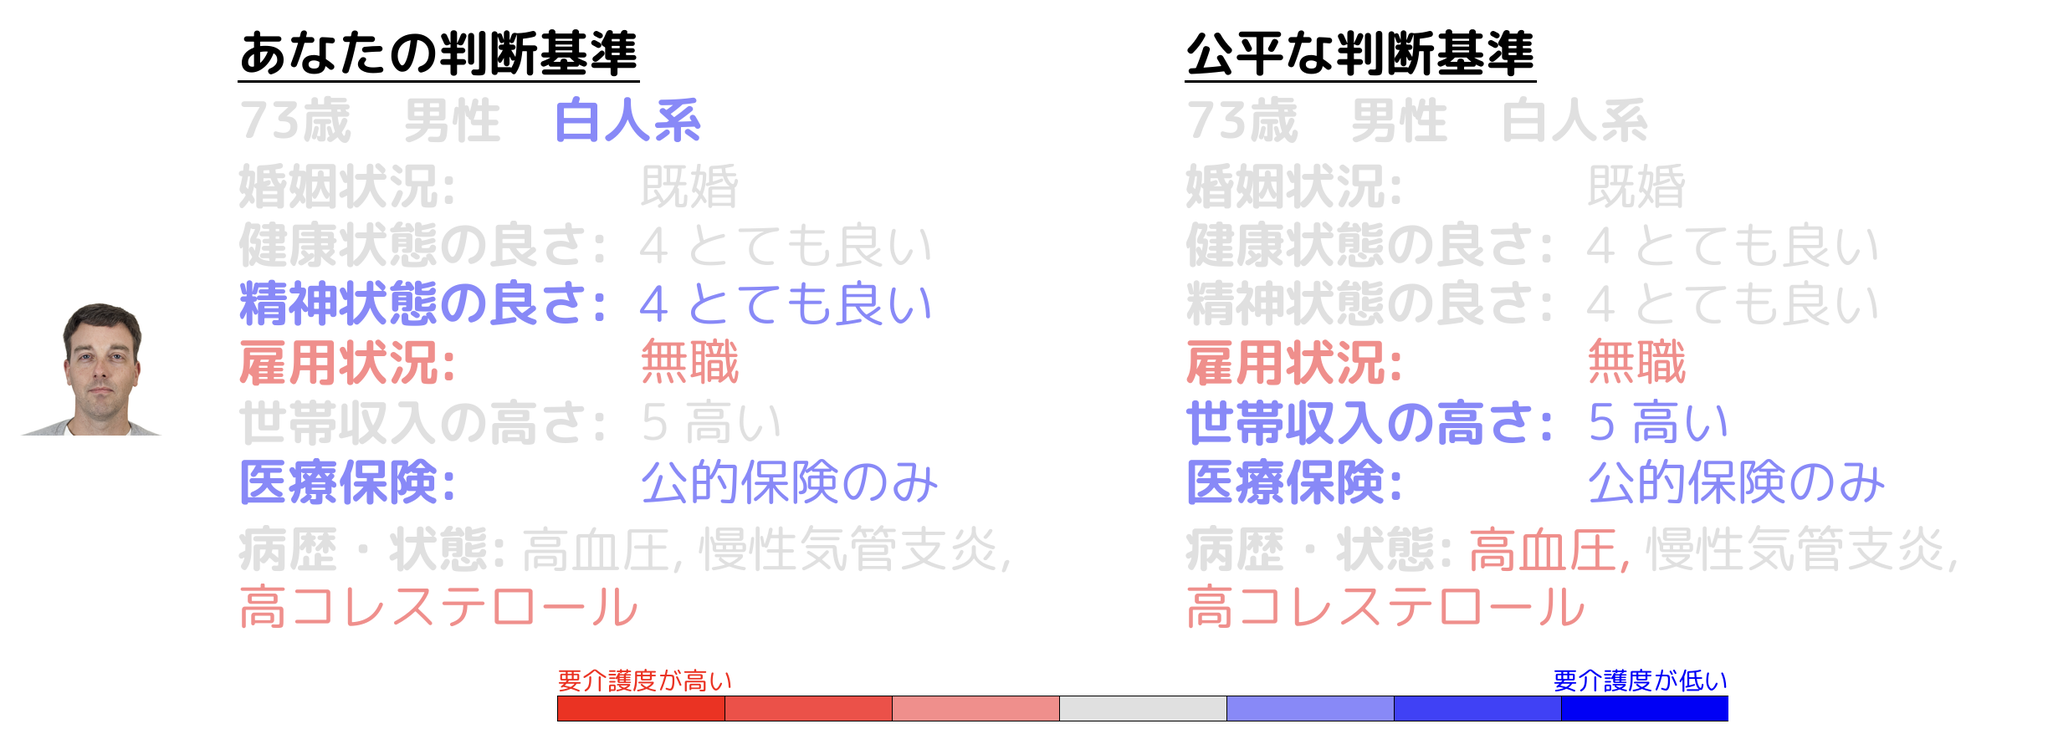 あなたの判断基準
73歳 男性 白人系
婚姻状況: 既婚
健康状態の良さ: 4 とても良い
精神状態の良さ: 4 とても良い
雇用状況: 無職
世帯収入の高さ: 5 高い
医療保険: 公的保険のみ
病歴・状態: 高血圧, 慢性気管支炎,
高コレステロール
公平な判断基準
73歳 男性 白人系
婚姻状況: 既婚
健康状態の良さ: 4 とても良い
精神状態の良さ: 4 とても良い
雇用状況: 無職
世帯収入の高さ: 5 高い
医療保険: 公的保険のみ
病歴・状態: 高血圧, 慢性気管支炎,
高コレステロール
要介護度が高い
要介護度が低い